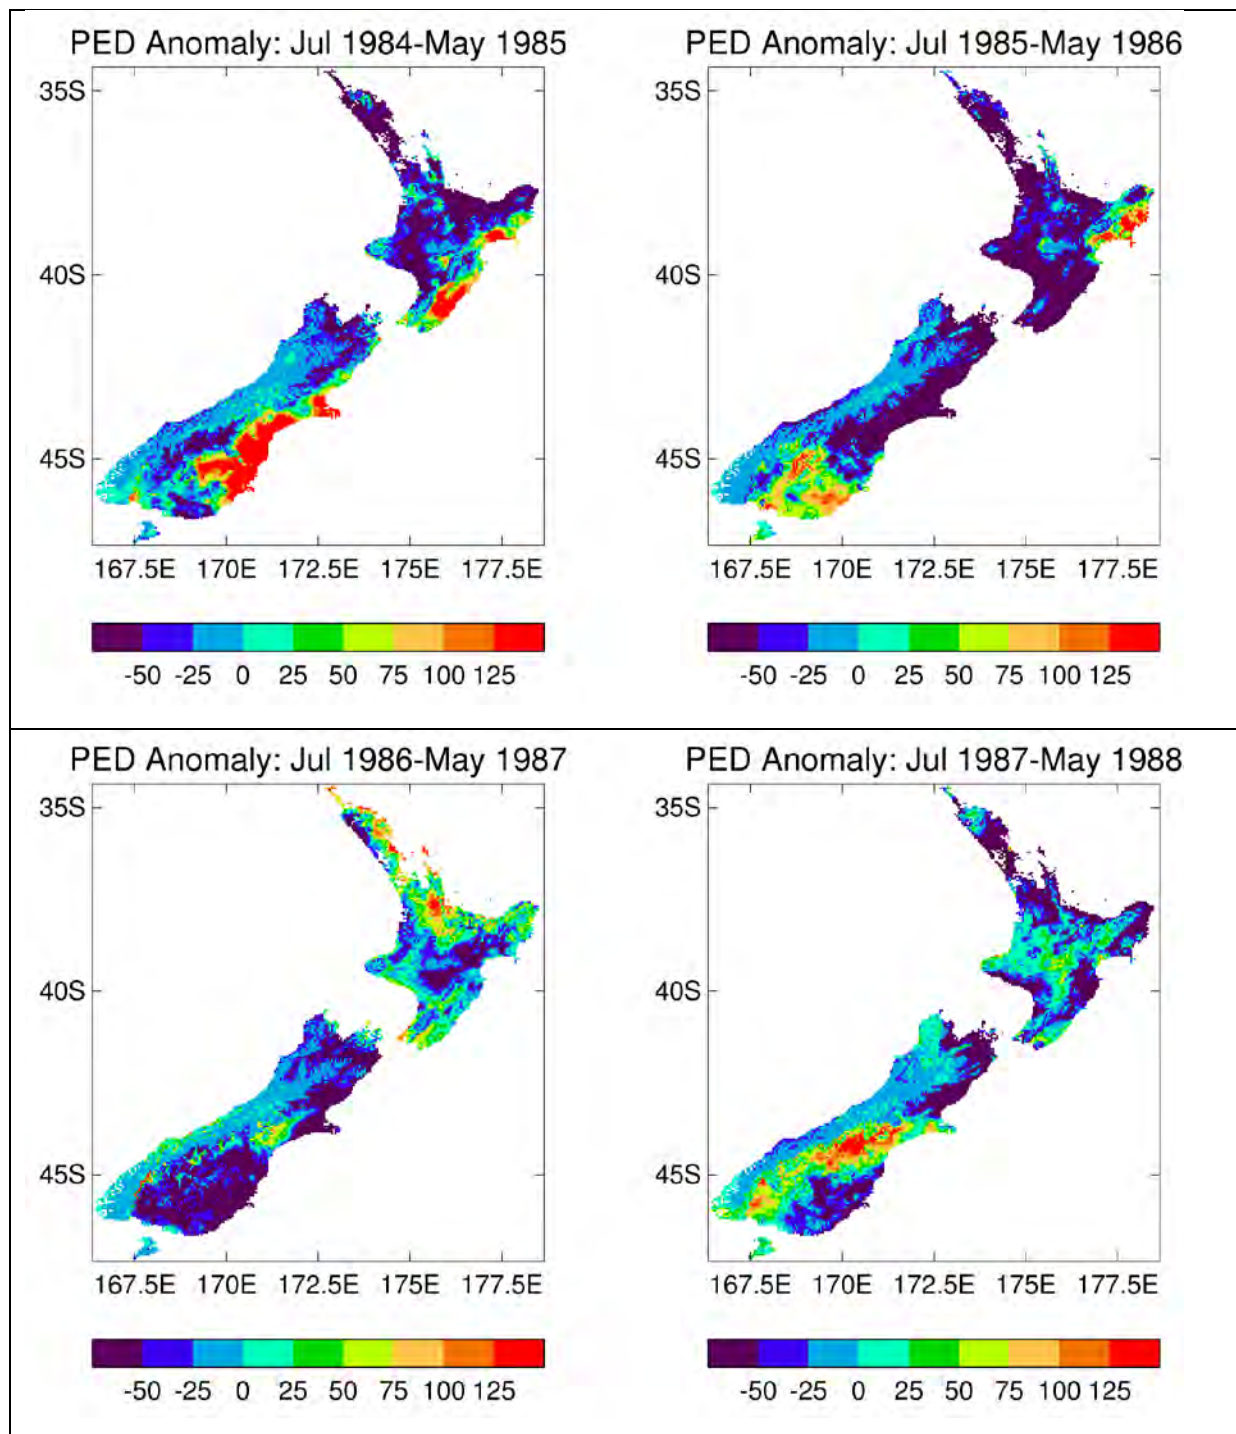 PED Anomaly: Jul 1984-May 1985
35S
40S
45S
167.5E 170E 172.5E 175E 177.5E
-50 -25 0 25 50 75 100 125
PED Anomaly: Jul 1985-May 1986
35S
40S
45S
167.5E 170E 172.5E 175E 177.5E
-50 -25 0 25 50 75 100 125
PED Anomaly: Jul 1986-May 1987
35S
40S
45S
167.5E 170E 172.5E 175E 177.5E
-50 -25 0 25 50 75 100 125
PED Anomaly: Jul 1987-May 1988
35S
40S
45S
167.5E 170E 172.5E 175E 177.5E
-50 -25 0 25 50 75 100 125